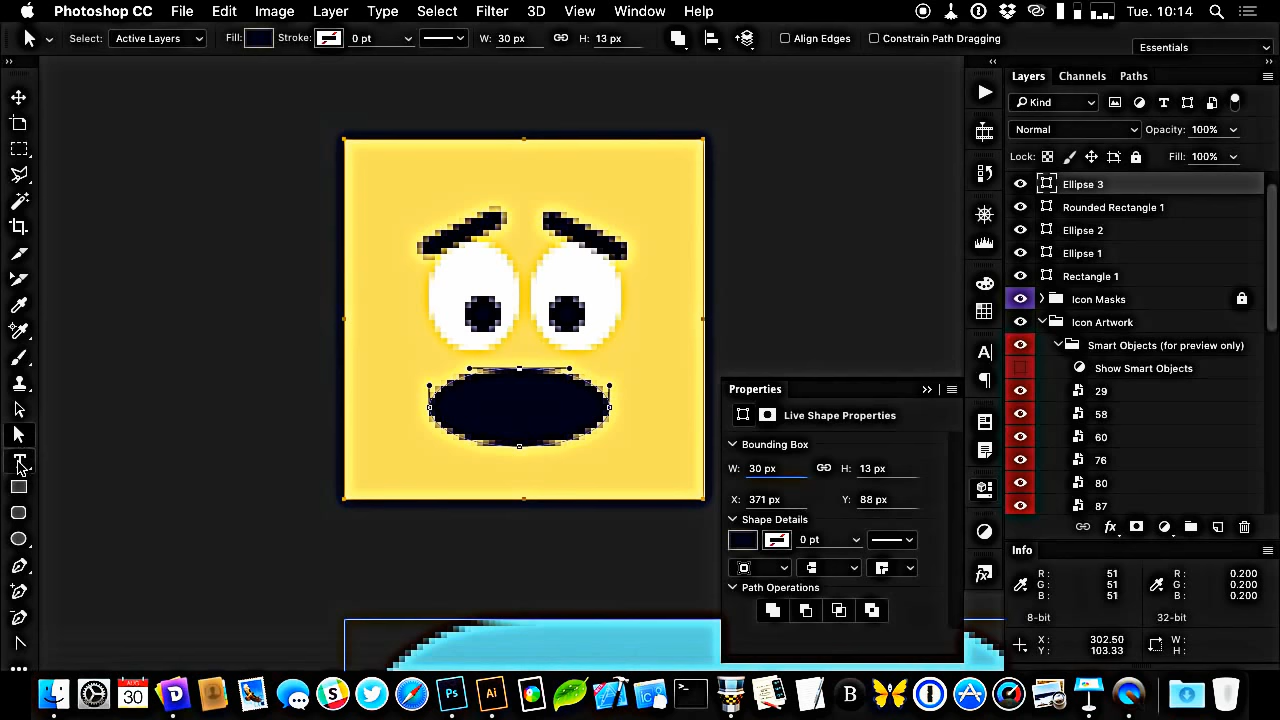 Photoshop CC File Edit Image Layer Type Select Filter 3D View Window Help Tue. 10:14
Select: Active Layers Fill: Stroke: 0 pt W: 30 px H: 13 px Align Edges Constrain Path Dragging Essentials
Layers Channels Paths
Kind
Normal Opacity: 100%
Lock: Fill: 100%
Ellipse 3
Rounded Rectangle 1
Ellipse 2
Ellipse 1
Rectangle 1
Icon Masks
Icon Artwork
Smart Objects (for preview only)
Show Smart Objects
29
58
60
76
80
87
Properties
Live Shape Properties
Bounding Box
W: 30 px H: 13 px
X: 371 px Y: 88 px
Shape Details
0 pt
Path Operations
Info
R: 51 R: 0.200
G: 51 G: 0.200
B: 51 B: 0.200
8-bit 32-bit
X: 302.50 W:
Y: 103.33 H:
AUG
30
Ps Ai